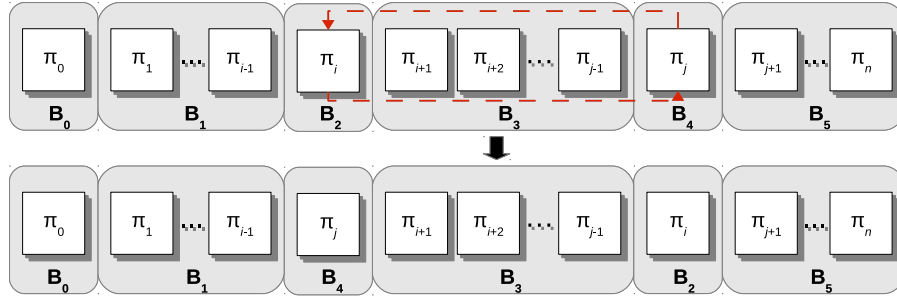 π0 π1 ... πi-1 πi πi+1 πi+2 ... πj-1 πj πj+1 ... πn
B0 B1 B2 B3 B4 B5
π0 π1 ... πi-1 πj πi+1 πi+2 ... πj-1 πi πj+1 ... πn
B0 B1 B4 B3 B2 B5